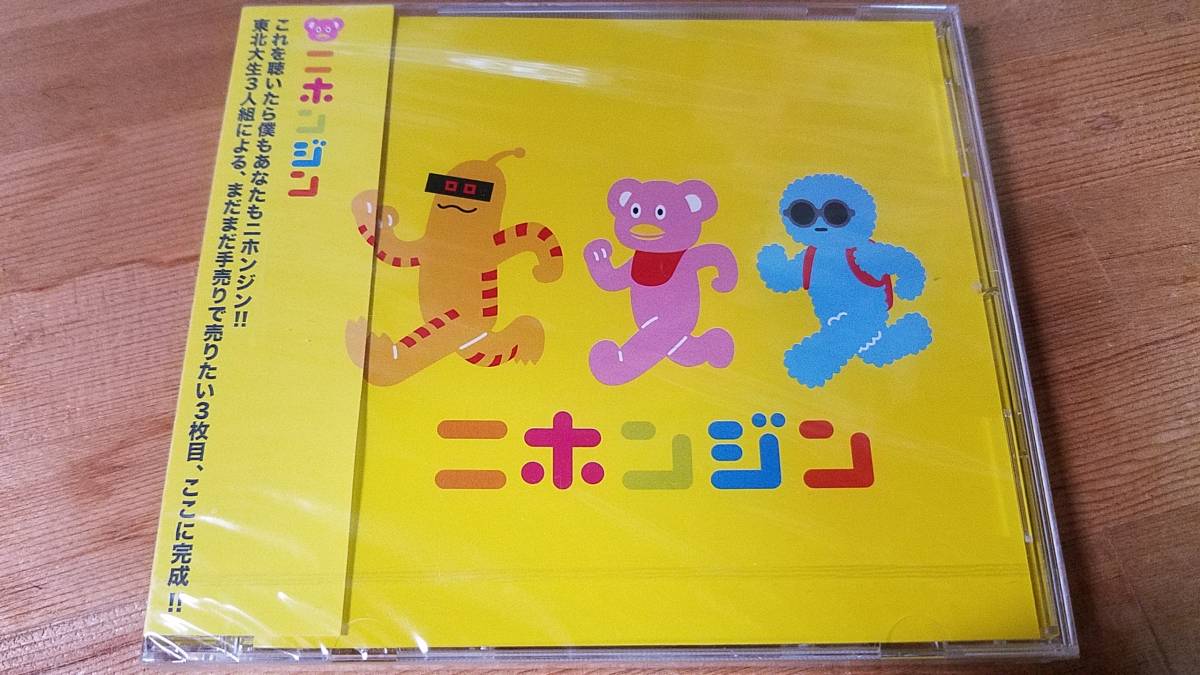 ニホンジン
これを聴いたら僕もあなたもニホンジン!!
東北大生3人組による、まだまだ手売りで売りたい3枚目、ここに完成!!
ニホンジン